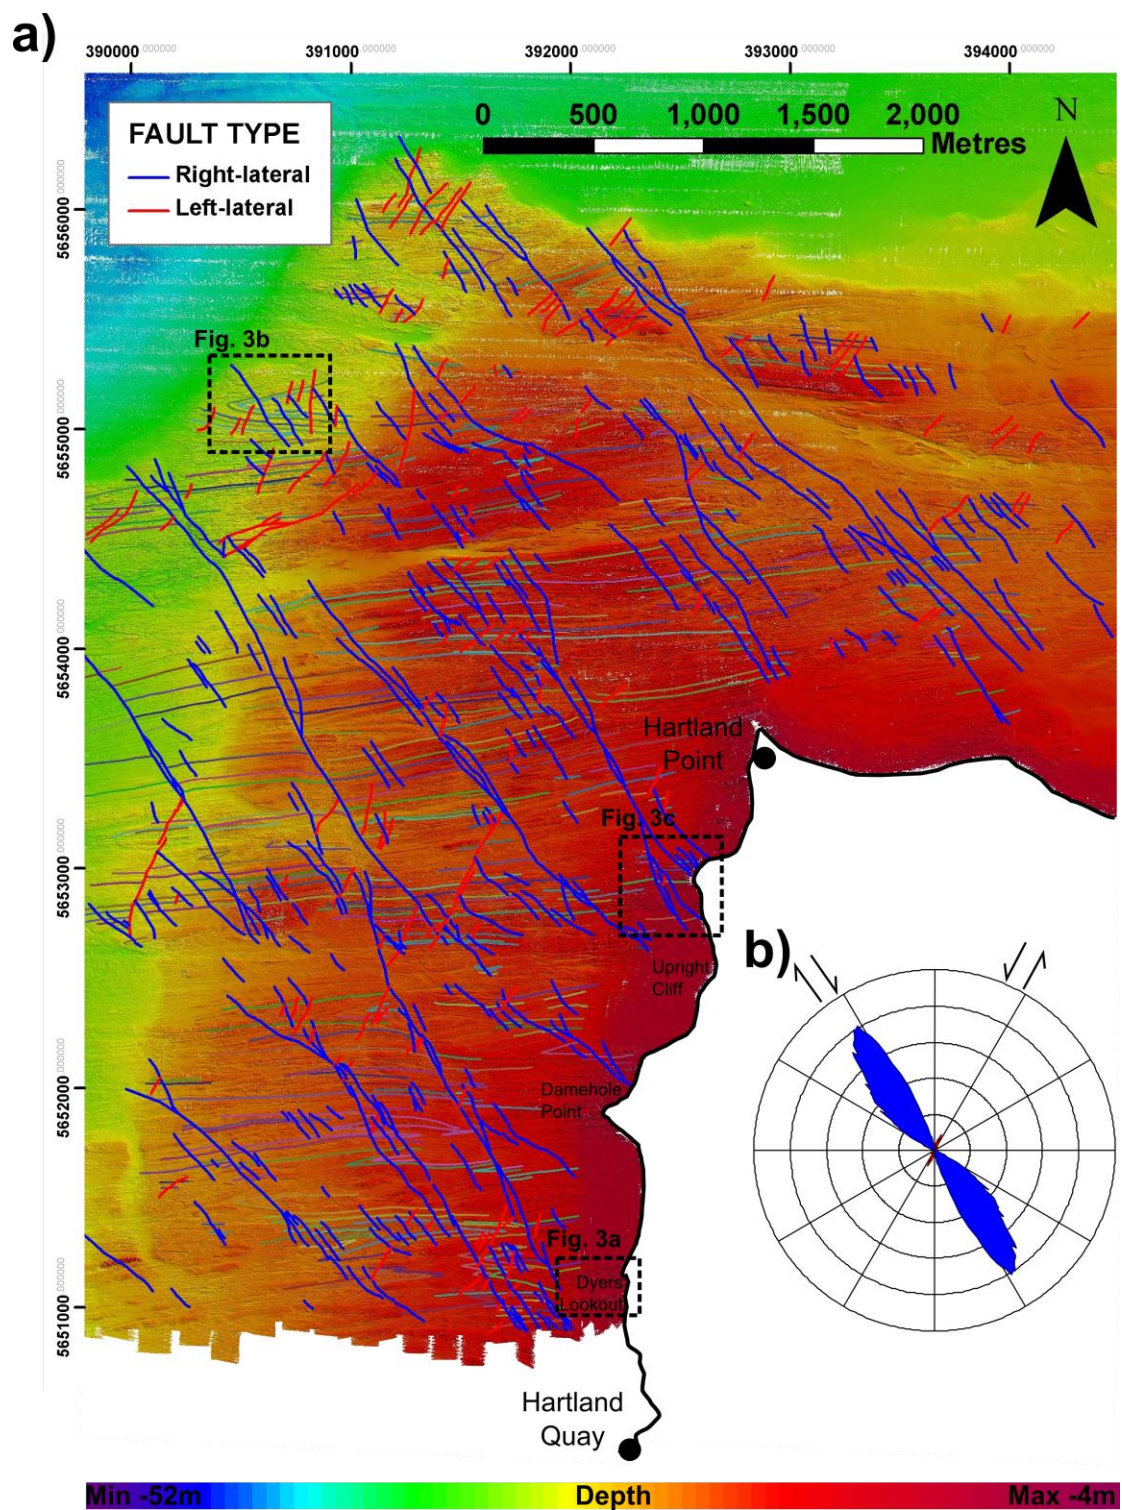 a)
390000.000000 391000.000000 392000.000000 393000.000000 394000.000000
FAULT TYPE
Right-lateral
Left-lateral
0 500 1,000 1,500 2,000
Metres
N
5656000.000000
Fig. 3b
5655000.000000
5654000.000000
Hartland
Point
Fig. 3c
5653000.000000
b)
Upright
Cliff
5652000.000000
Damehole
Point
Fig. 3a
Dyers
Lookout
5651000.000000
Hartland
Quay
Min -52m Depth Max -4m